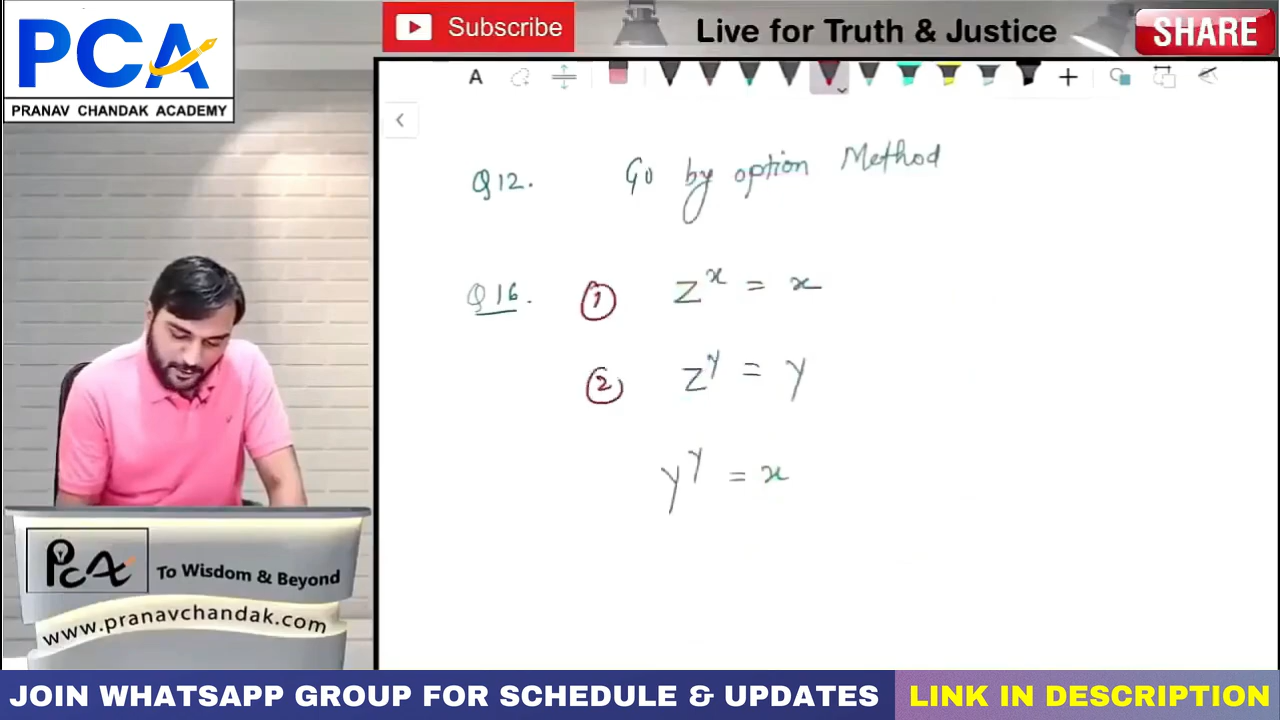 PCA
PRANAV CHANDAK ACADEMY
Subscribe
Live for Truth & Justice
SHARE
A
Q12. Go by option Method
Q16. ① z^x = x
② z^y = y
y^y = x
PCA
To Wisdom & Beyond
www.pranavchandak.com
JOIN WHATSAPP GROUP FOR SCHEDULE & UPDATES
LINK IN DESCRIPTION